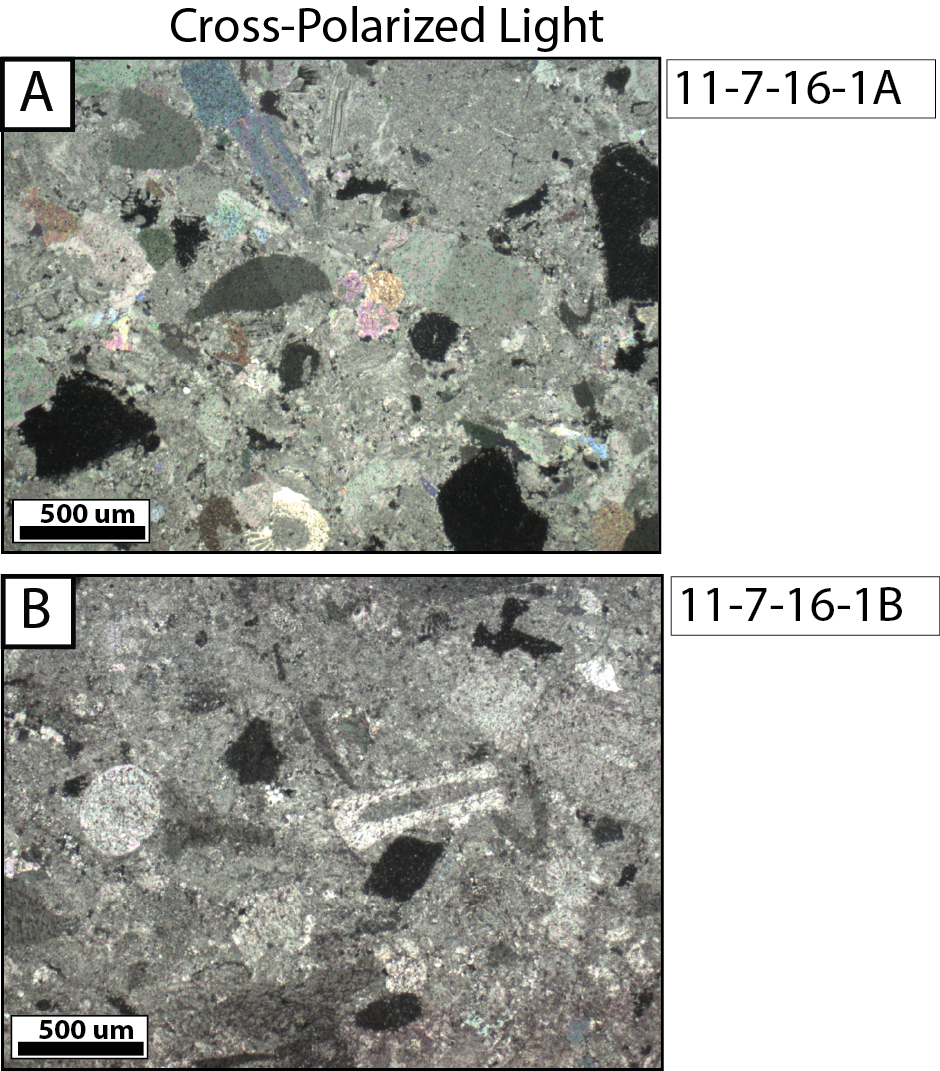 Cross-Polarized Light
A
11-7-16-1A
500 um
B
11-7-16-1B
500 um